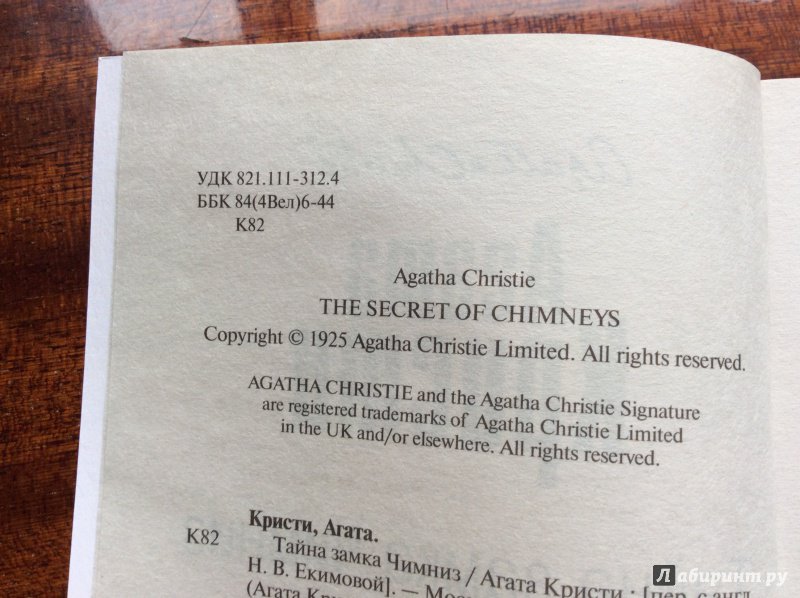 УДК 821.111-312.4
ББК 84(4Вел)6-44
К82
Agatha Christie
THE SECRET OF CHIMNEYS
Copyright © 1925 Agatha Christie Limited. All rights reserved.
AGATHA CHRISTIE and the Agatha Christie Signature
are registered trademarks of Agatha Christie Limited
in the UK and/or elsewhere. All rights reserved.
Кристи, Агата.
К82 Тайна замка Чимниз / Агата Кристи ; [пер. с англ.
Н. В. Екимовой]. —
(Агата
Лабиринт.ру